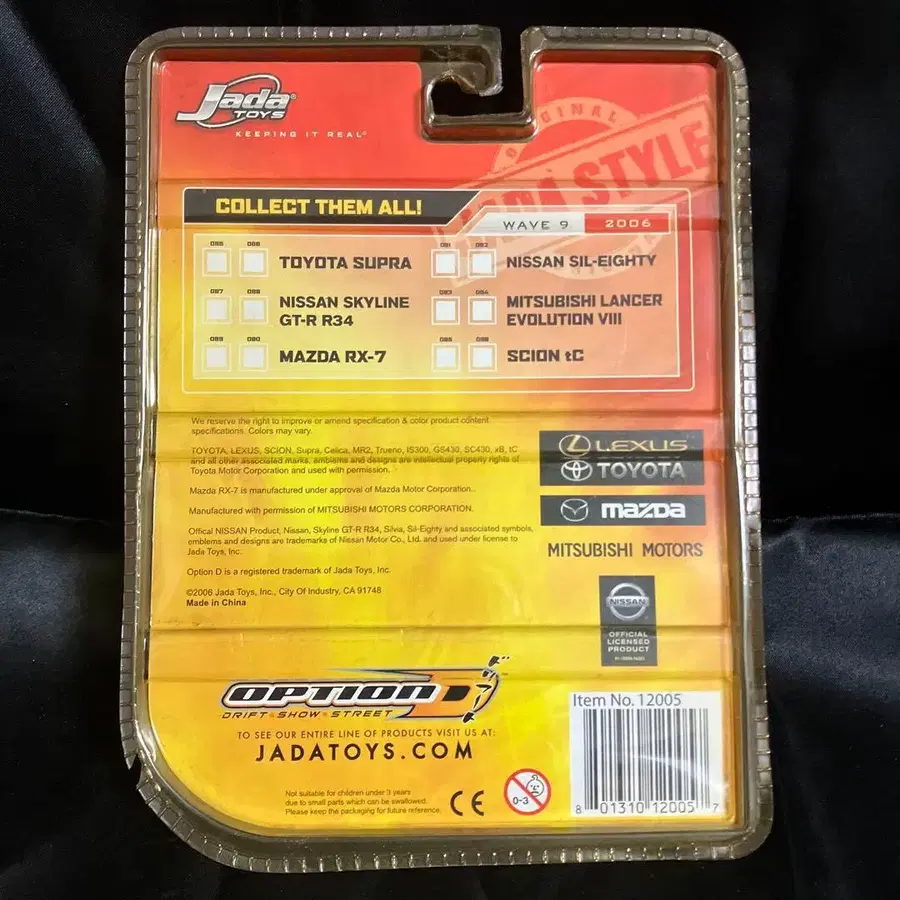 Jada®
TOYS
KEEPING IT REAL®
ORIGINAL
JADA STYLE
COLLECT THEM ALL!
WAVE 9 2006
TOYOTA SUPRA
NISSAN SIL-EIGHTY
NISSAN SKYLINE
GT-R R34
MITSUBISHI LANCER
EVOLUTION VIII
MAZDA RX-7
SCION tC
We reserve the right to improve or amend specification & color product content
specifications. Colors may vary.
TOYOTA, LEXUS, SCION, Supra, Celica, MR2, Trueno, IS300, GS430, SC430, xB, tC
and all other associated marks, emblems and designs are intellectual property rights of
Toyota Motor Corporation and used with permission.
Mazda RX-7 is manufactured under approval of Mazda Motor Corporation..
Manufactured with permission of MITSUBISHI MOTORS CORPORATION.
Offical NISSAN Product, Nissan, Skyline GT-R R34, Silvia, Sil-Eighty and associated symbols,
emblems and designs are trademarks of Nissan Motor Co., Ltd. and used under license to
Jada Toys, Inc.
Option D is a registered trademark of Jada Toys, Inc.
©2006 Jada Toys, Inc., City Of Industry, CA 91748
Made in China
LEXUS
TOYOTA
mazda
MITSUBISHI MOTORS
NISSAN
OFFICIAL
LICENSED
PRODUCT
OPTION D
DRIFT SHOW STREET
TO SEE OUR ENTIRE LINE OF PRODUCTS VISIT US AT:
JADATOYS.COM
Not suitable for children under 3 years
due to small parts which can be swallowed.
Please keep the packaging for future reference.
CE
0-3
Item No. 12005
8 01310 12005 7